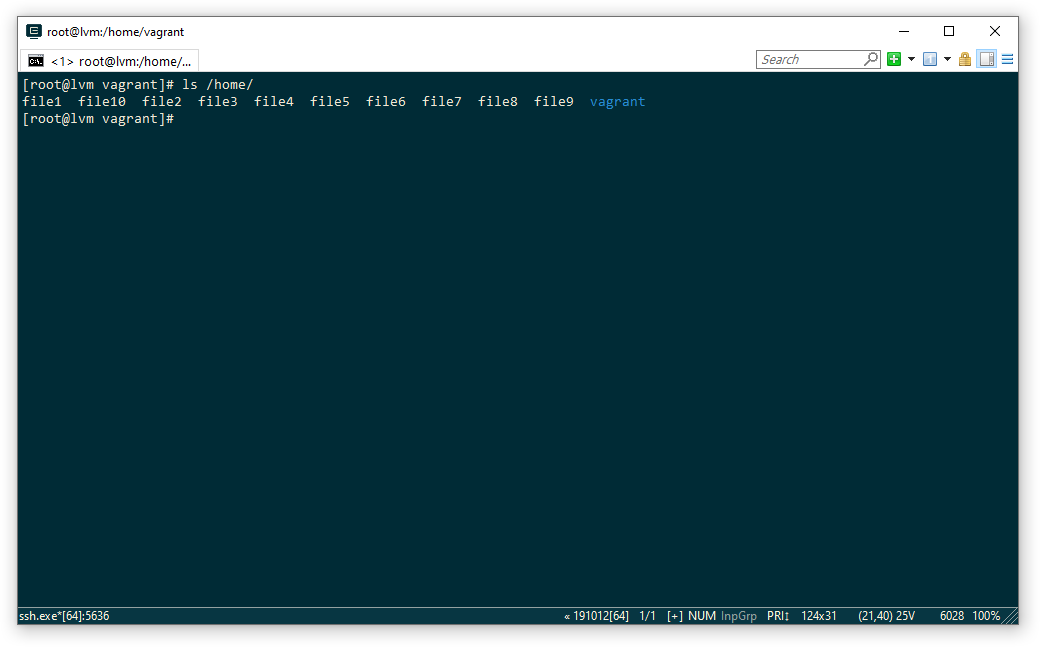 root@lvm:/home/vagrant
<1> root@lvm:/home/...
Search
[root@lvm vagrant]# ls /home/
file1  file10  file2  file3  file4  file5  file6  file7  file8  file9  vagrant
[root@lvm vagrant]#
ssh.exe*[64]:5636 « 191012[64] 1/1 [+] NUM InpGrp PRI↕ 124x31 (21,40) 25V 6028 100%